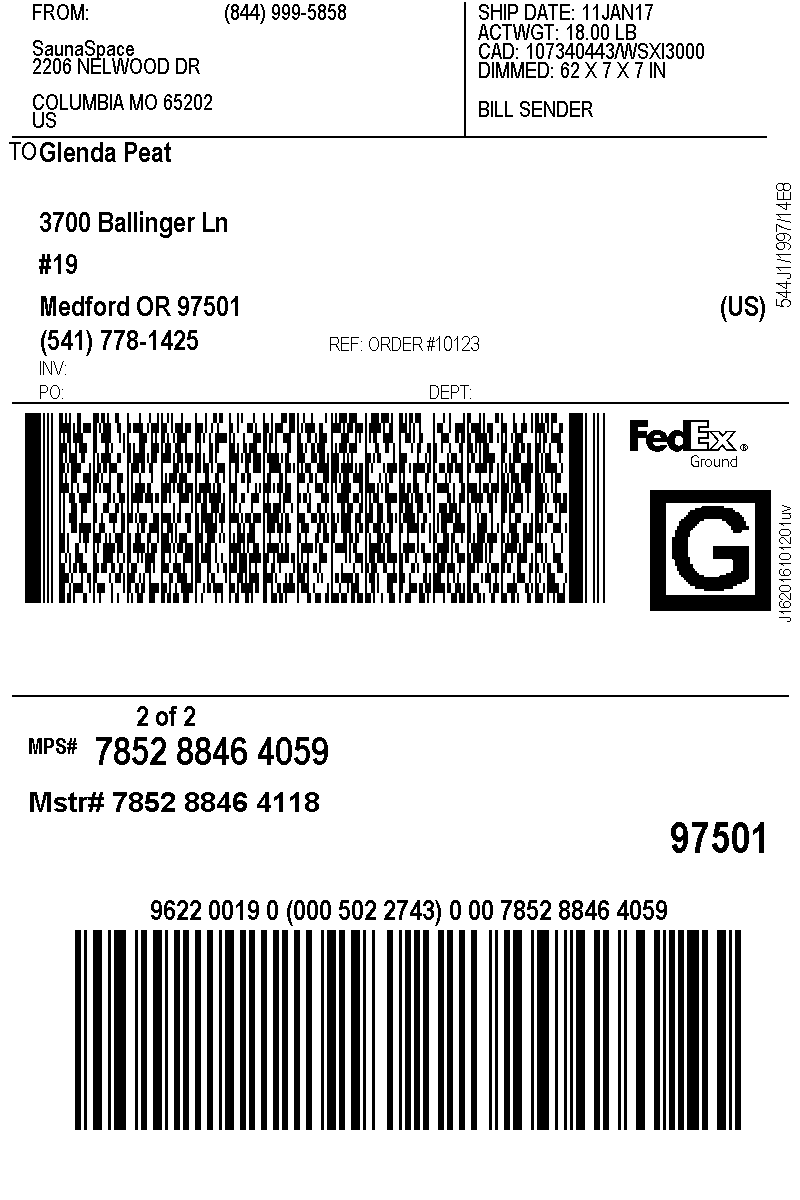 FROM: (844) 999-5858
SaunaSpace
2206 NELWOOD DR
COLUMBIA MO 65202
US
SHIP DATE: 11JAN17
ACTWGT: 18.00 LB
CAD: 107340443/WSXI3000
DIMMED: 62 X 7 X 7 IN
BILL SENDER
TO Glenda Peat
3700 Ballinger Ln
#19
Medford OR 97501 (US)
(541) 778-1425 REF: ORDER #10123
INV:
PO: DEPT:
544J1/1997/14E8
FedEx®
Ground
G
J162016101201uv
2 of 2
MPS# 7852 8846 4059
Mstr# 7852 8846 4118
97501
9622 0019 0 (000 502 2743) 0 00 7852 8846 4059